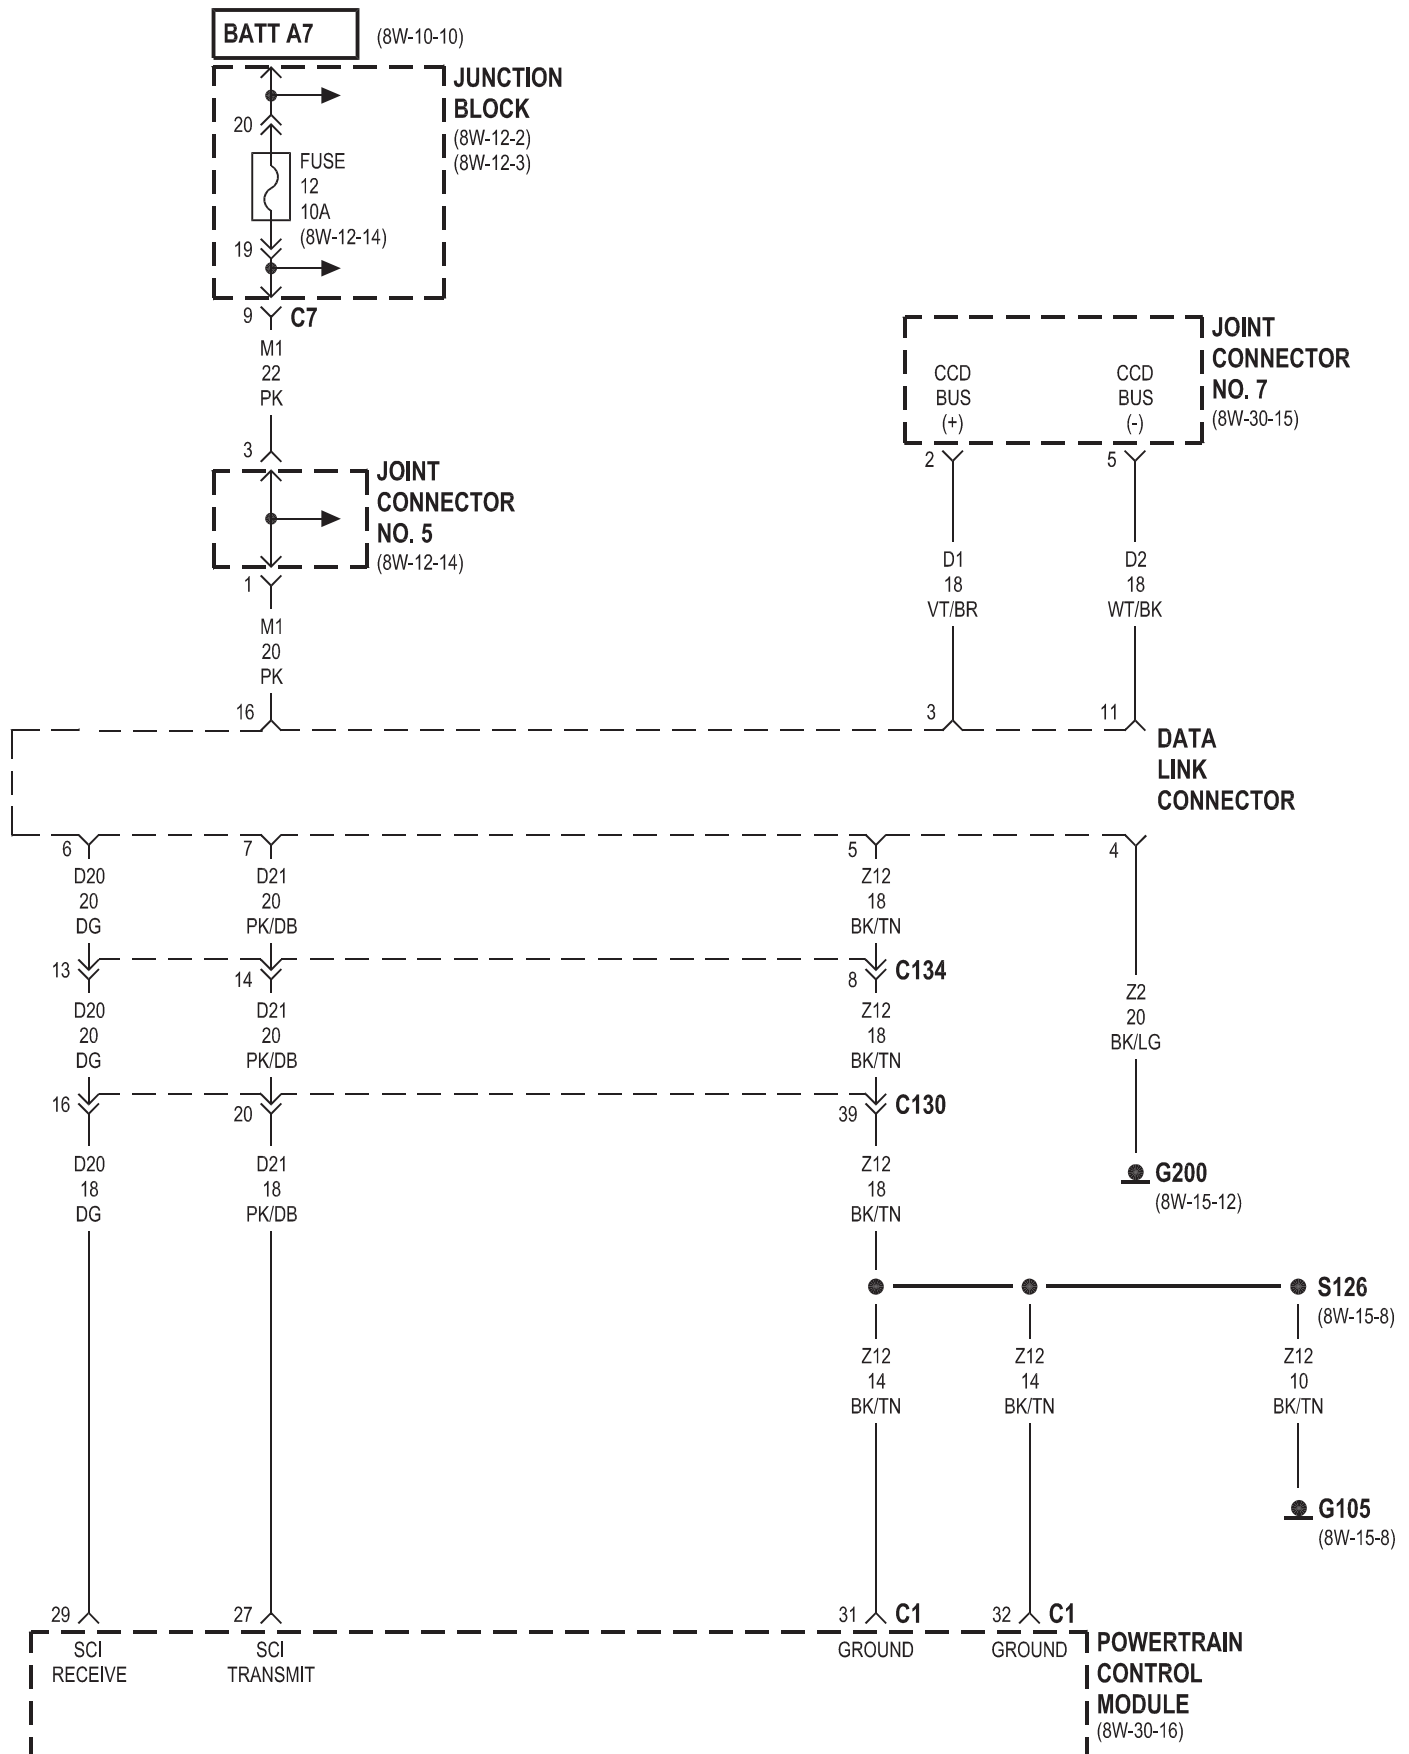 BATT A7
(8W-10-10)
JUNCTION
BLOCK
(8W-12-2)
(8W-12-3)
20
FUSE
12
10A
(8W-12-14)
19
9
C7
M1
22
PK
3
JOINT
CONNECTOR
NO. 5
(8W-12-14)
1
M1
20
PK
16
JOINT
CONNECTOR
NO. 7
(8W-30-15)
CCD
BUS
(+)
CCD
BUS
(-)
2
5
D1
18
VT/BR
D2
18
WT/BK
3
11
DATA
LINK
CONNECTOR
6
7
5
4
D20
20
DG
D21
20
PK/DB
Z12
18
BK/TN
13
14
8
C134
D20
20
DG
D21
20
PK/DB
Z12
18
BK/TN
Z2
20
BK/LG
16
20
39
C130
D20
18
DG
D21
18
PK/DB
Z12
18
BK/TN
G200
(8W-15-12)
S126
(8W-15-8)
Z12
14
BK/TN
Z12
14
BK/TN
Z12
10
BK/TN
G105
(8W-15-8)
29
27
31
C1
32
C1
SCI
RECEIVE
SCI
TRANSMIT
GROUND
GROUND
POWERTRAIN
CONTROL
MODULE
(8W-30-16)